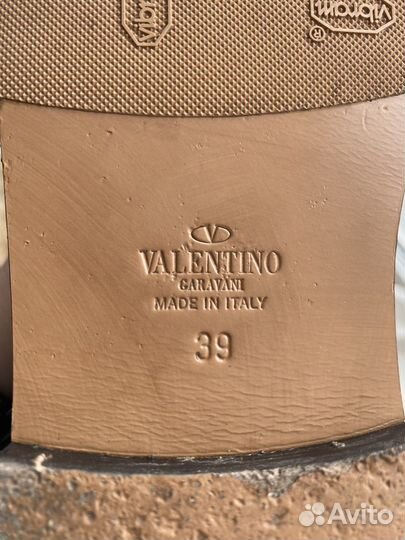 vibram
vibram
®
V
VALENTINO
GARAVANI
MADE IN ITALY
39
Avito